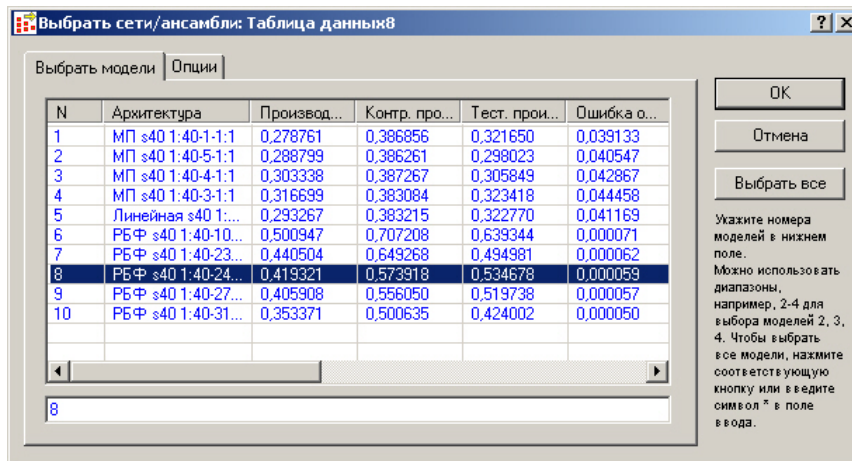 Выбрать сети/ансамбли: Таблица данных8
Выбрать модели Опции
N Архитектура Производ... Контр. про... Тест. прои... Ошибка о...
1 МП s40 1:40-1-1:1 0,278761 0,386856 0,321650 0,039133
2 МП s40 1:40-5-1:1 0,288799 0,386261 0,298023 0,040547
3 МП s40 1:40-4-1:1 0,303338 0,387267 0,305849 0,042867
4 МП s40 1:40-3-1:1 0,316699 0,383084 0,323418 0,044458
5 Линейная s40 1:... 0,293267 0,383215 0,322770 0,041169
6 РБФ s40 1:40-10... 0,500947 0,707208 0,639344 0,000071
7 РБФ s40 1:40-23... 0,440504 0,649268 0,494981 0,000062
8 РБФ s40 1:40-24... 0,419321 0,573918 0,534678 0,000059
9 РБФ s40 1:40-27... 0,405908 0,556050 0,519738 0,000057
10 РБФ s40 1:40-31... 0,353371 0,500635 0,424002 0,000050
8
OK
Отмена
Выбрать все
Укажите номера
моделей в нижнем
поле.
Можно использовать
диапазоны,
например, 2-4 для
выбора моделей 2, 3,
4. Чтобы выбрать
все модели, нажмите
соответствующую
кнопку или введите
символ * в поле
ввода.